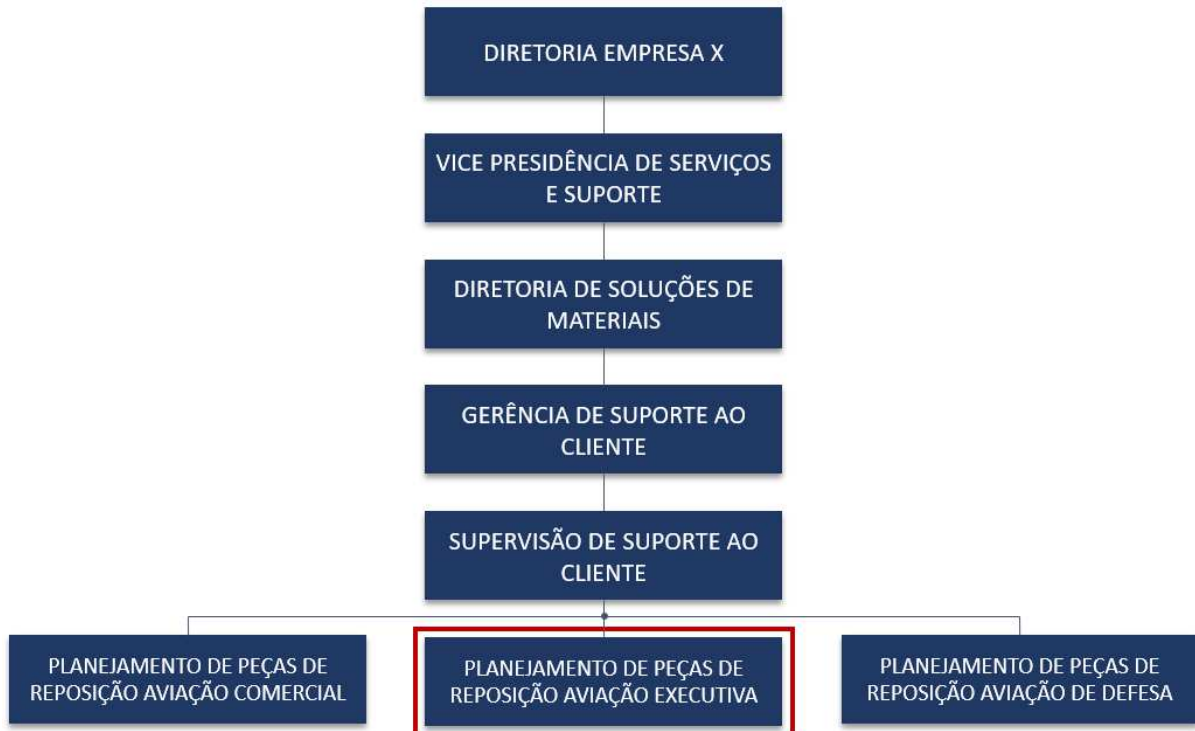 DIRETORIA EMPRESA X
VICE PRESIDÊNCIA DE SERVIÇOS
E SUPORTE
DIRETORIA DE SOLUÇÕES DE
MATERIAIS
GERÊNCIA DE SUPORTE AO
CLIENTE
SUPERVISÃO DE SUPORTE AO
CLIENTE
PLANEJAMENTO DE PEÇAS DE
REPOSIÇÃO AVIAÇÃO COMERCIAL
PLANEJAMENTO DE PEÇAS DE
REPOSIÇÃO AVIAÇÃO EXECUTIVA
PLANEJAMENTO DE PEÇAS DE
REPOSIÇÃO AVIAÇÃO DE DEFESA